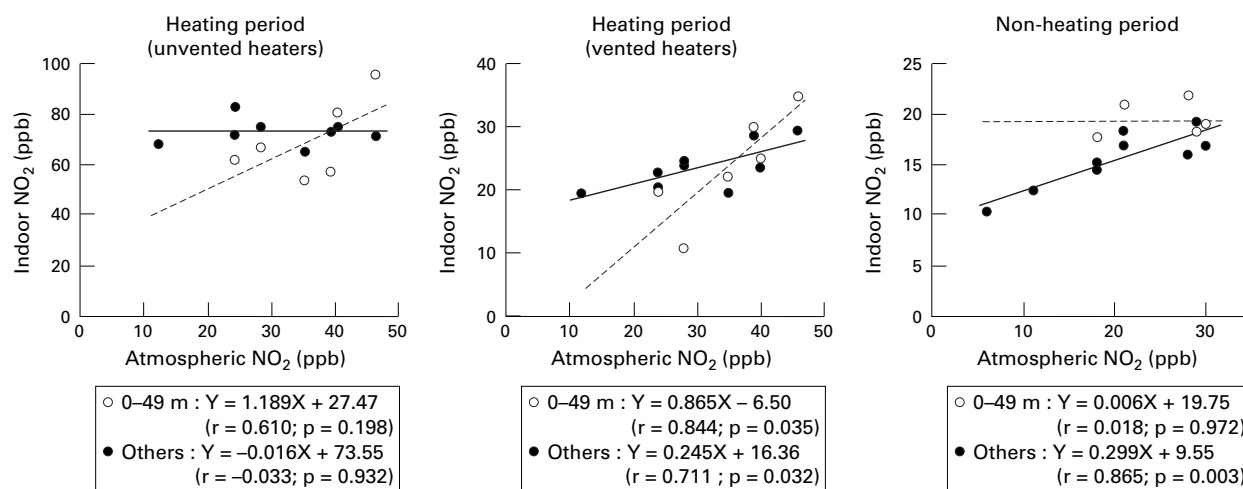 Heating period
(unvented heaters)
Indoor NO₂ (ppb)
100
80
60
40
20
0
0 10 20 30 40 50
Atmospheric NO₂ (ppb)
○ 0–49 m : Y = 1.189X + 27.47
(r = 0.610; p = 0.198)
● Others : Y = –0.016X + 73.55
(r = –0.033; p = 0.932)
Heating period
(vented heaters)
Indoor NO₂ (ppb)
40
30
20
10
0
0 10 20 30 40 50
Atmospheric NO₂ (ppb)
○ 0–49 m : Y = 0.865X – 6.50
(r = 0.844; p = 0.035)
● Others : Y = 0.245X + 16.36
(r = 0.711 ; p = 0.032)
Non-heating period
Indoor NO₂ (ppb)
25
20
15
10
5
0
0 10 20 30
Atmospheric NO₂ (ppb)
○ 0–49 m : Y = 0.006X + 19.75
(r = 0.018; p = 0.972)
● Others : Y = 0.299X + 9.55
(r = 0.865; p = 0.003)